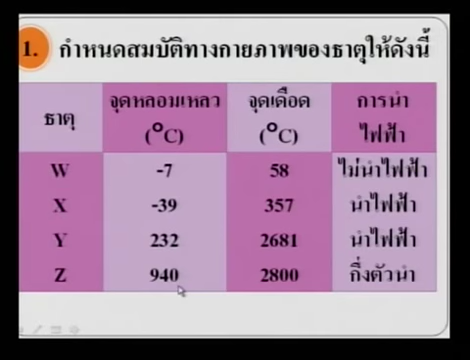 1. กำหนดสมบัติทางกายภาพของธาตุให้ดังนี้
ธาตุ จุดหลอมเหลว (°C) จุดเดือด (°C) การนำไฟฟ้า
W -7 58 ไม่นำไฟฟ้า
X -39 357 นำไฟฟ้า
Y 232 2681 นำไฟฟ้า
Z 940 2800 กึ่งตัวนำ